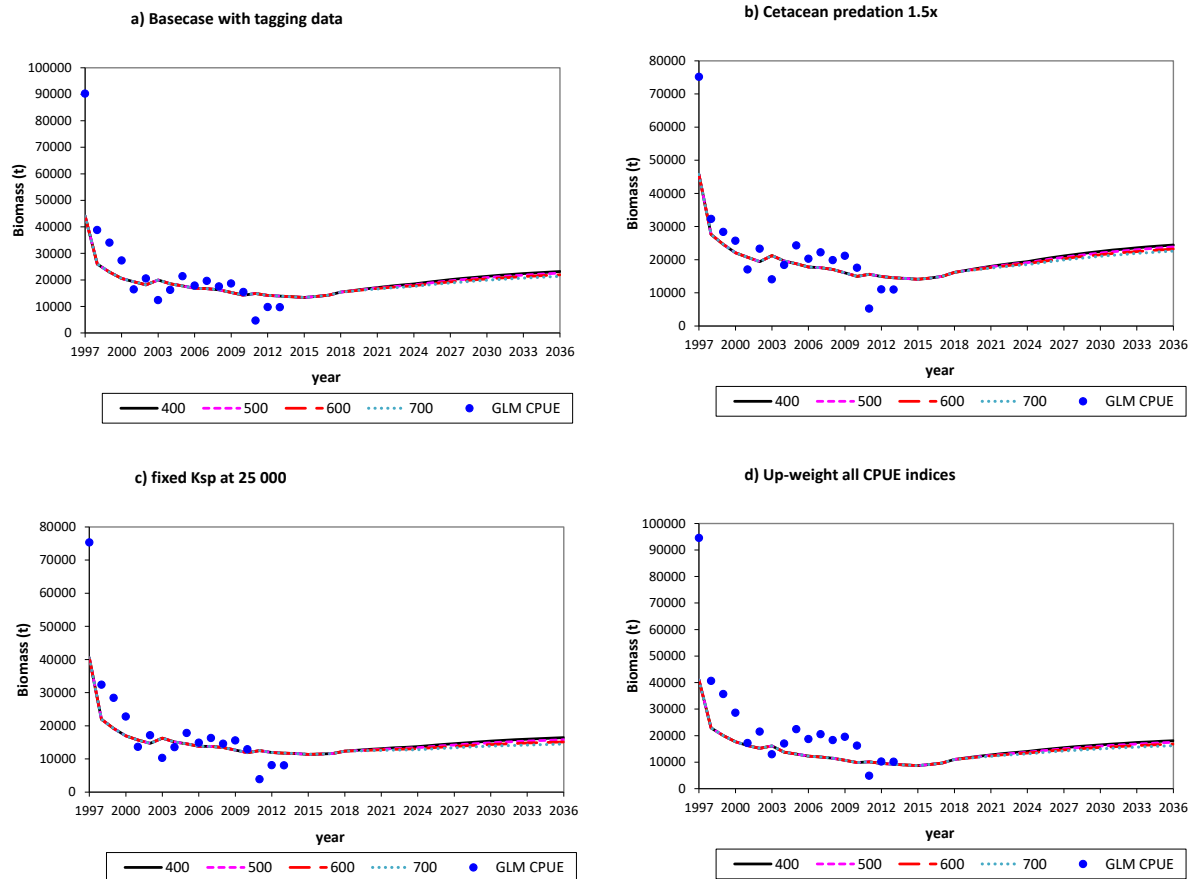 a) Basecase with tagging data
100000
90000
80000
70000
60000
50000
40000
30000
20000
10000
0
Biomass (t)
1997 2000 2003 2006 2009 2012 2015 2018 2021 2024 2027 2030 2033 2036
year
400 500 600 700 GLM CPUE
b) Cetacean predation 1.5x
80000
70000
60000
50000
40000
30000
20000
10000
0
Biomass (t)
1997 2000 2003 2006 2009 2012 2015 2018 2021 2024 2027 2030 2033 2036
year
400 500 600 700 GLM CPUE
c) fixed Ksp at 25 000
80000
70000
60000
50000
40000
30000
20000
10000
0
Biomass (t)
1997 2000 2003 2006 2009 2012 2015 2018 2021 2024 2027 2030 2033 2036
year
400 500 600 700 GLM CPUE
d) Up-weight all CPUE indices
100000
90000
80000
70000
60000
50000
40000
30000
20000
10000
0
Biomass (t)
1997 2000 2003 2006 2009 2012 2015 2018 2021 2024 2027 2030 2033 2036
year
400 500 600 700 GLM CPUE